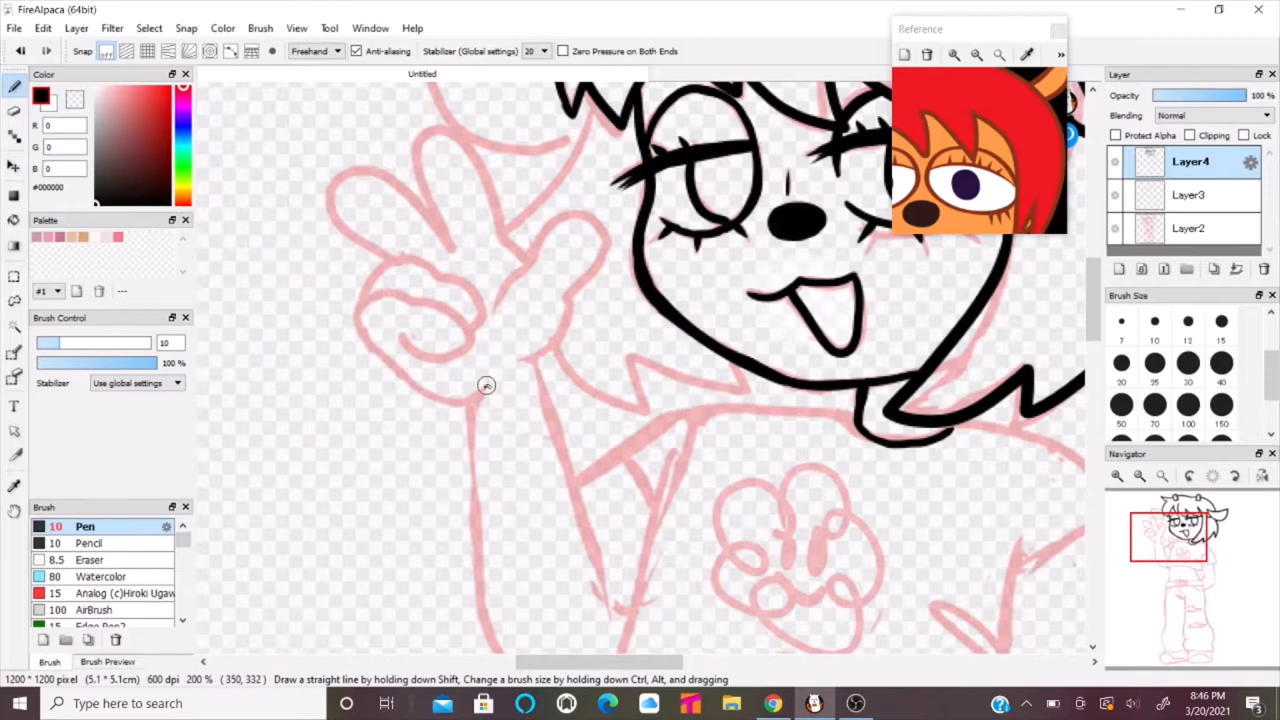 FireAlpaca (64bit)
File Edit Layer Filter Select Snap Color Brush View Tool Window Help
Snap off Freehand Anti-aliasing Stabilizer (Global settings) 20 Zero Pressure on Both Ends
Reference
»
Color
R 0
G 0
B 0
#000000
Palette
#1
---
Brush Control
10
100 %
Stabilizer Use global settings
Brush
10 Pen
10 Pencil
8.5 Eraser
80 Watercolor
15 Analog (c)Hiroki Ugaw
100 AirBrush
15 Edge Pen2
Brush Brush Preview
Untitled
Layer
Opacity 100 %
Blending Normal
Protect Alpha Clipping Lock
Layer4
Layer3
Layer2
Brush Size
7 10 12 15
20 25 30 40
50 70 100 150
Navigator
1200 * 1200 pixel (5.1 * 5.1cm) 600 dpi 200 % ( 350, 332 ) Draw a straight line by holding down Shift, Change a brush size by holding down Ctrl, Alt, and dragging
Type here to search
8:46 PM
3/20/2021
3